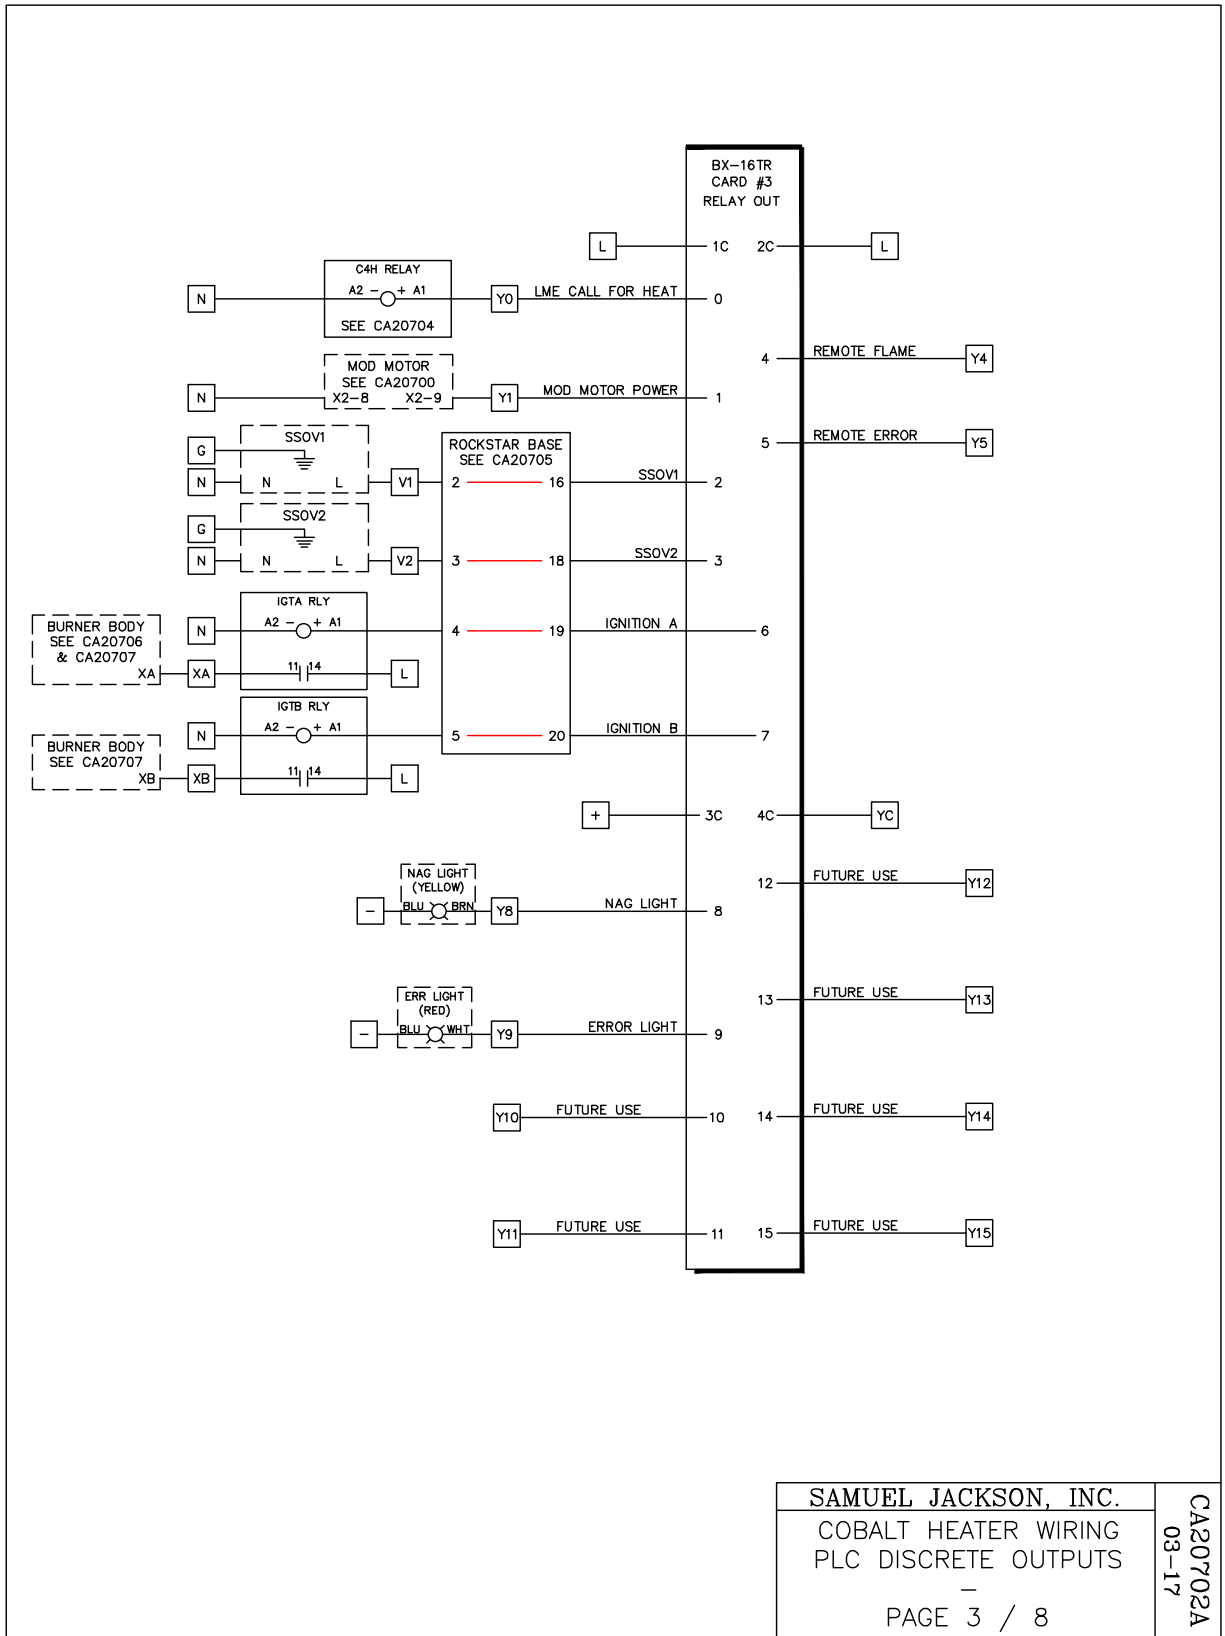 BX-16TR
CARD #3
RELAY OUT
L 1C 2C L
C4H RELAY
N A2 - + A1 Y0 LME CALL FOR HEAT 0
SEE CA20704
4 REMOTE FLAME Y4
MOD MOTOR
SEE CA20700
N X2-8 X2-9 Y1 MOD MOTOR POWER 1
5 REMOTE ERROR Y5
SSOV1
G
ROCKSTAR BASE
SEE CA20705
N N L V1 2 16 SSOV1 2
SSOV2
G
N N L V2 3 18 SSOV2 3
IGTA RLY
N A2 - + A1 4 19 IGNITION A 6
BURNER BODY
SEE CA20706
& CA20707
XA XA 11 14 L
IGTB RLY
N A2 - + A1 5 20 IGNITION B 7
BURNER BODY
SEE CA20707
XB XB 11 14 L
+ 3C 4C YC
12 FUTURE USE Y12
NAG LIGHT
(YELLOW)
- BLU BRN Y8 NAG LIGHT 8
13 FUTURE USE Y13
ERR LIGHT
(RED)
- BLU WHT Y9 ERROR LIGHT 9
Y10 FUTURE USE 10 14 FUTURE USE Y14
Y11 FUTURE USE 11 15 FUTURE USE Y15
SAMUEL JACKSON, INC.
COBALT HEATER WIRING
PLC DISCRETE OUTPUTS
-
PAGE 3 / 8
CA20702A
03-17